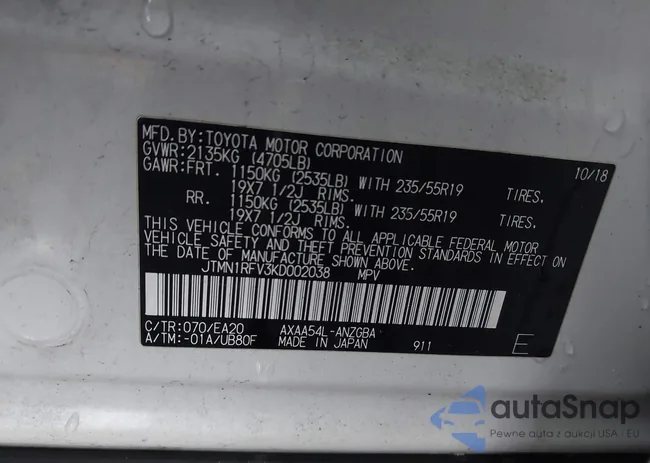 MFD.BY:TOYOTA MOTOR CORPORATION 10/18
GVWR:2135KG (4705LB)
GAWR:FRT. 1150KG (2535LB) WITH 235/55R19 TIRES.
19X7 1/2J RIMS.
RR. 1150KG (2535LB) WITH 235/55R19 TIRES.
19X7 1/2J RIMS.
THIS VEHICLE CONFORMS TO ALL APPLICABLE FEDERAL MOTOR
VEHICLE SAFETY AND THEFT PREVENTION STANDARDS IN EFFECT ON
THE DATE OF MANUFACTURE SHOWN ABOVE.
JTMN1RFV3KD002038 MPV
C/TR:070/EA20 AXAA54L-ANZGBA
A/TM:-01A/UB80F MADE IN JAPAN 911 E
autaSnap
Pewne auta z aukcji USA i EU